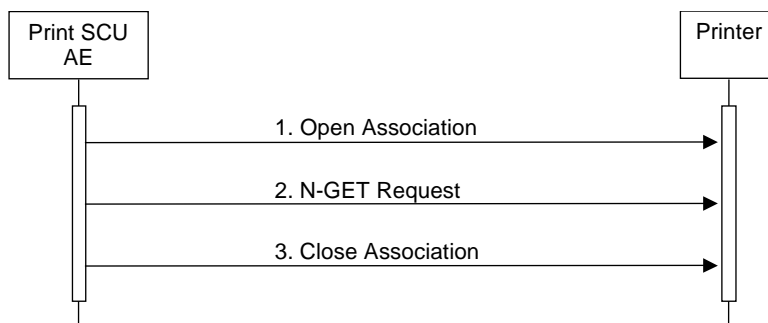 Print SCU
AE
Printer
1. Open Association
2. N-GET Request
3. Close Association